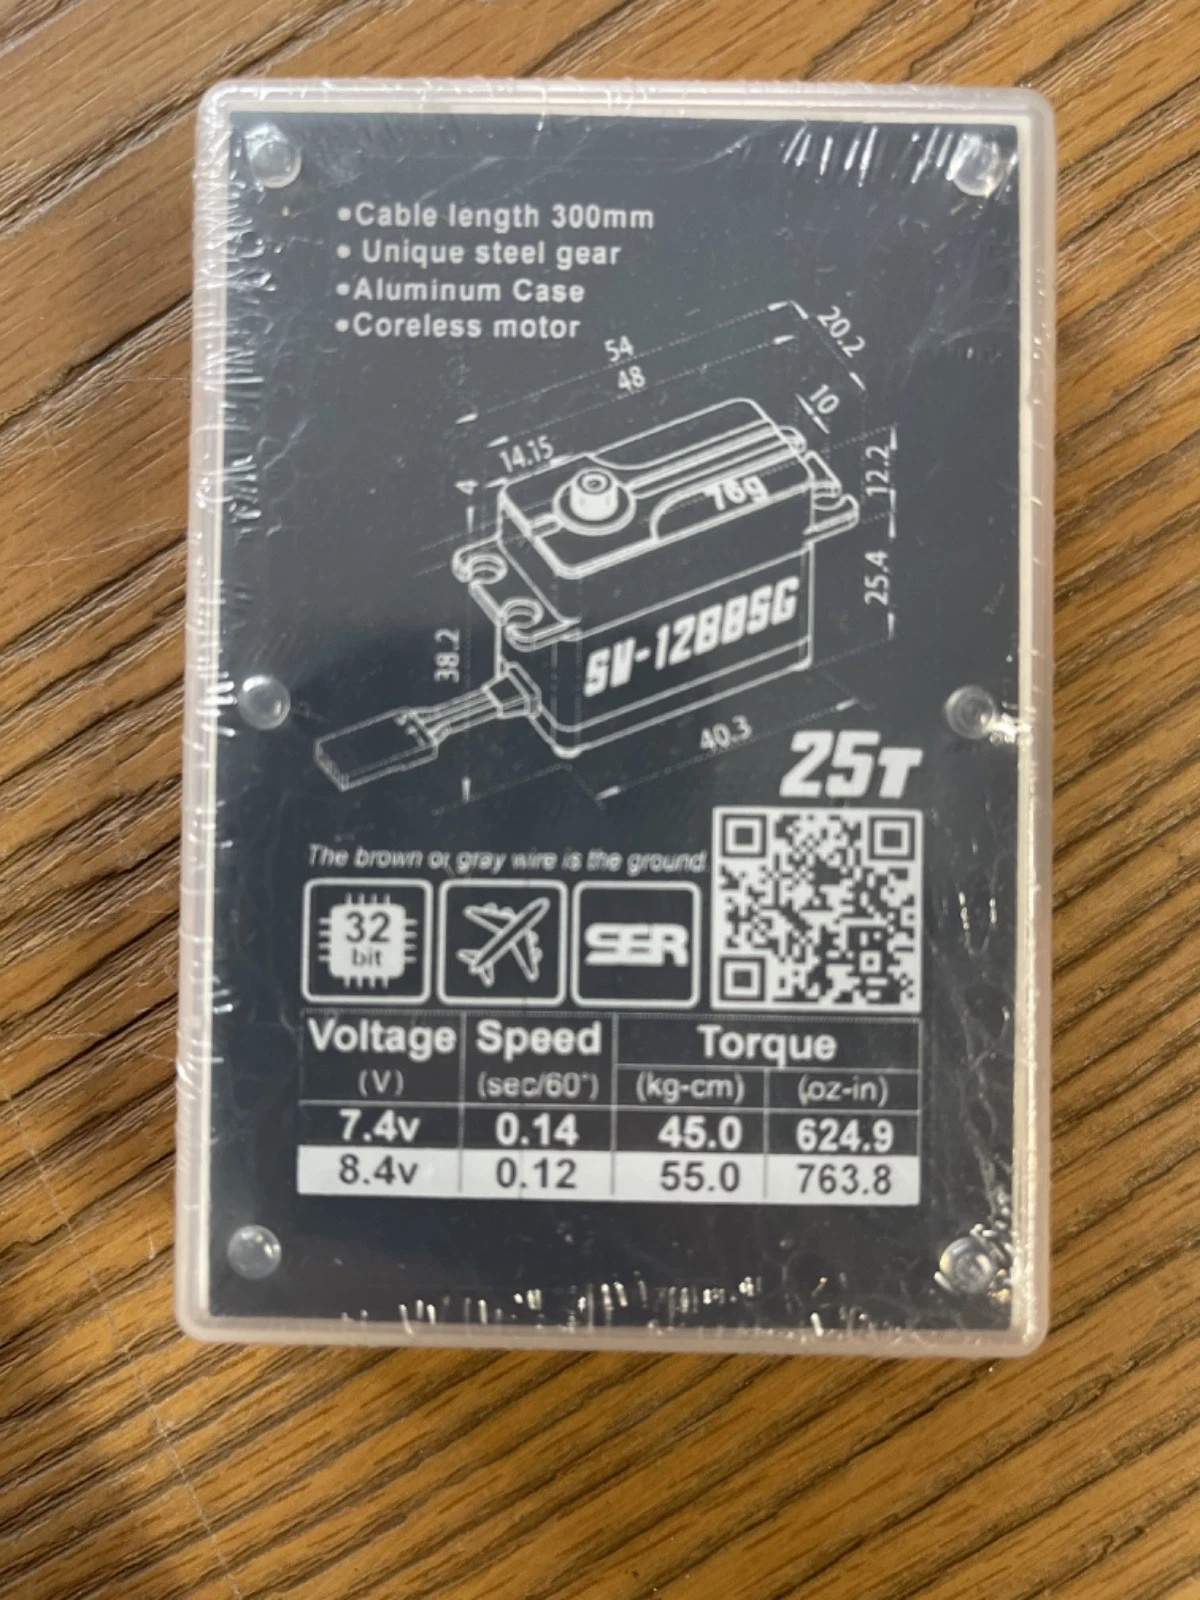 •Cable length 300mm
• Unique steel gear
•Aluminum Case
•Coreless motor
54
48
20.2
10
14.15
4
12.2
76g
25.4
SW-1288SG
38.2
40.3
25T
The brown or gray wire is the ground
32
bit
SER
Voltage Speed Torque
(V) (sec/60°) (kg-cm) (oz-in)
7.4v 0.14 45.0 624.9
8.4v 0.12 55.0 763.8